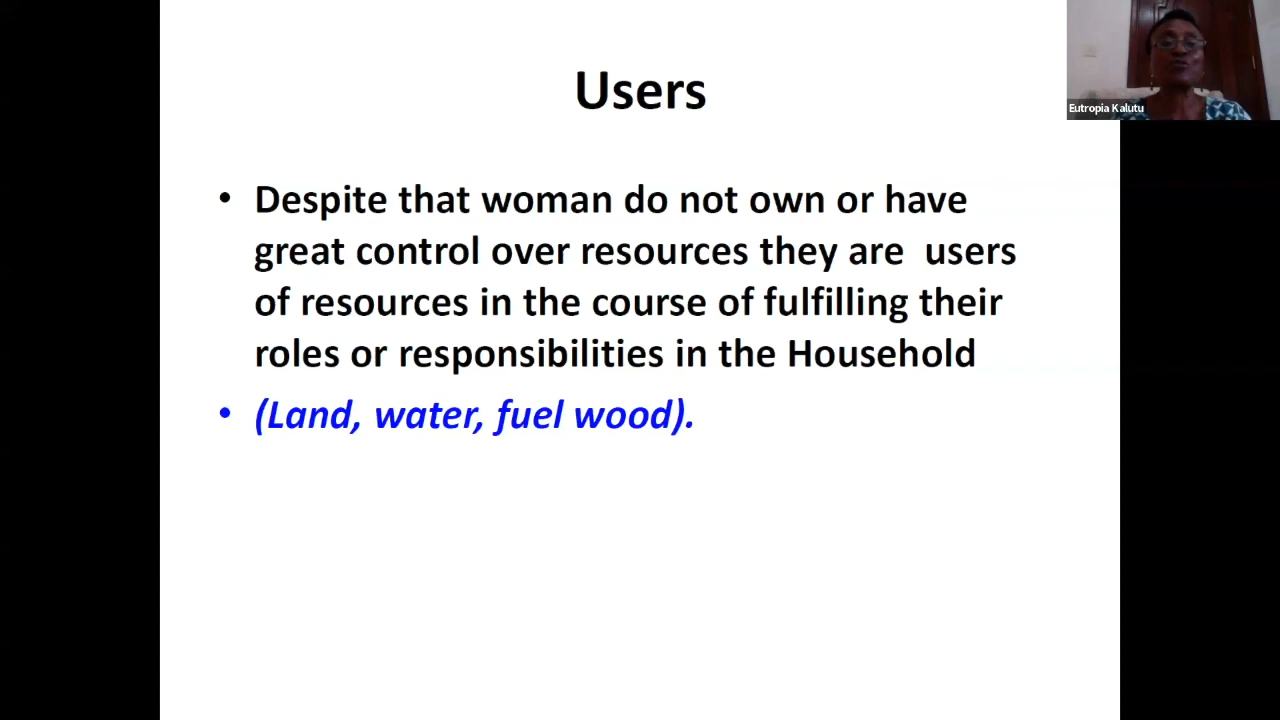 Users
Eutropia Kalutu
• Despite that woman do not own or have
great control over resources they are  users
of resources in the course of fulfilling their
roles or responsibilities in the Household
• (Land, water, fuel wood).